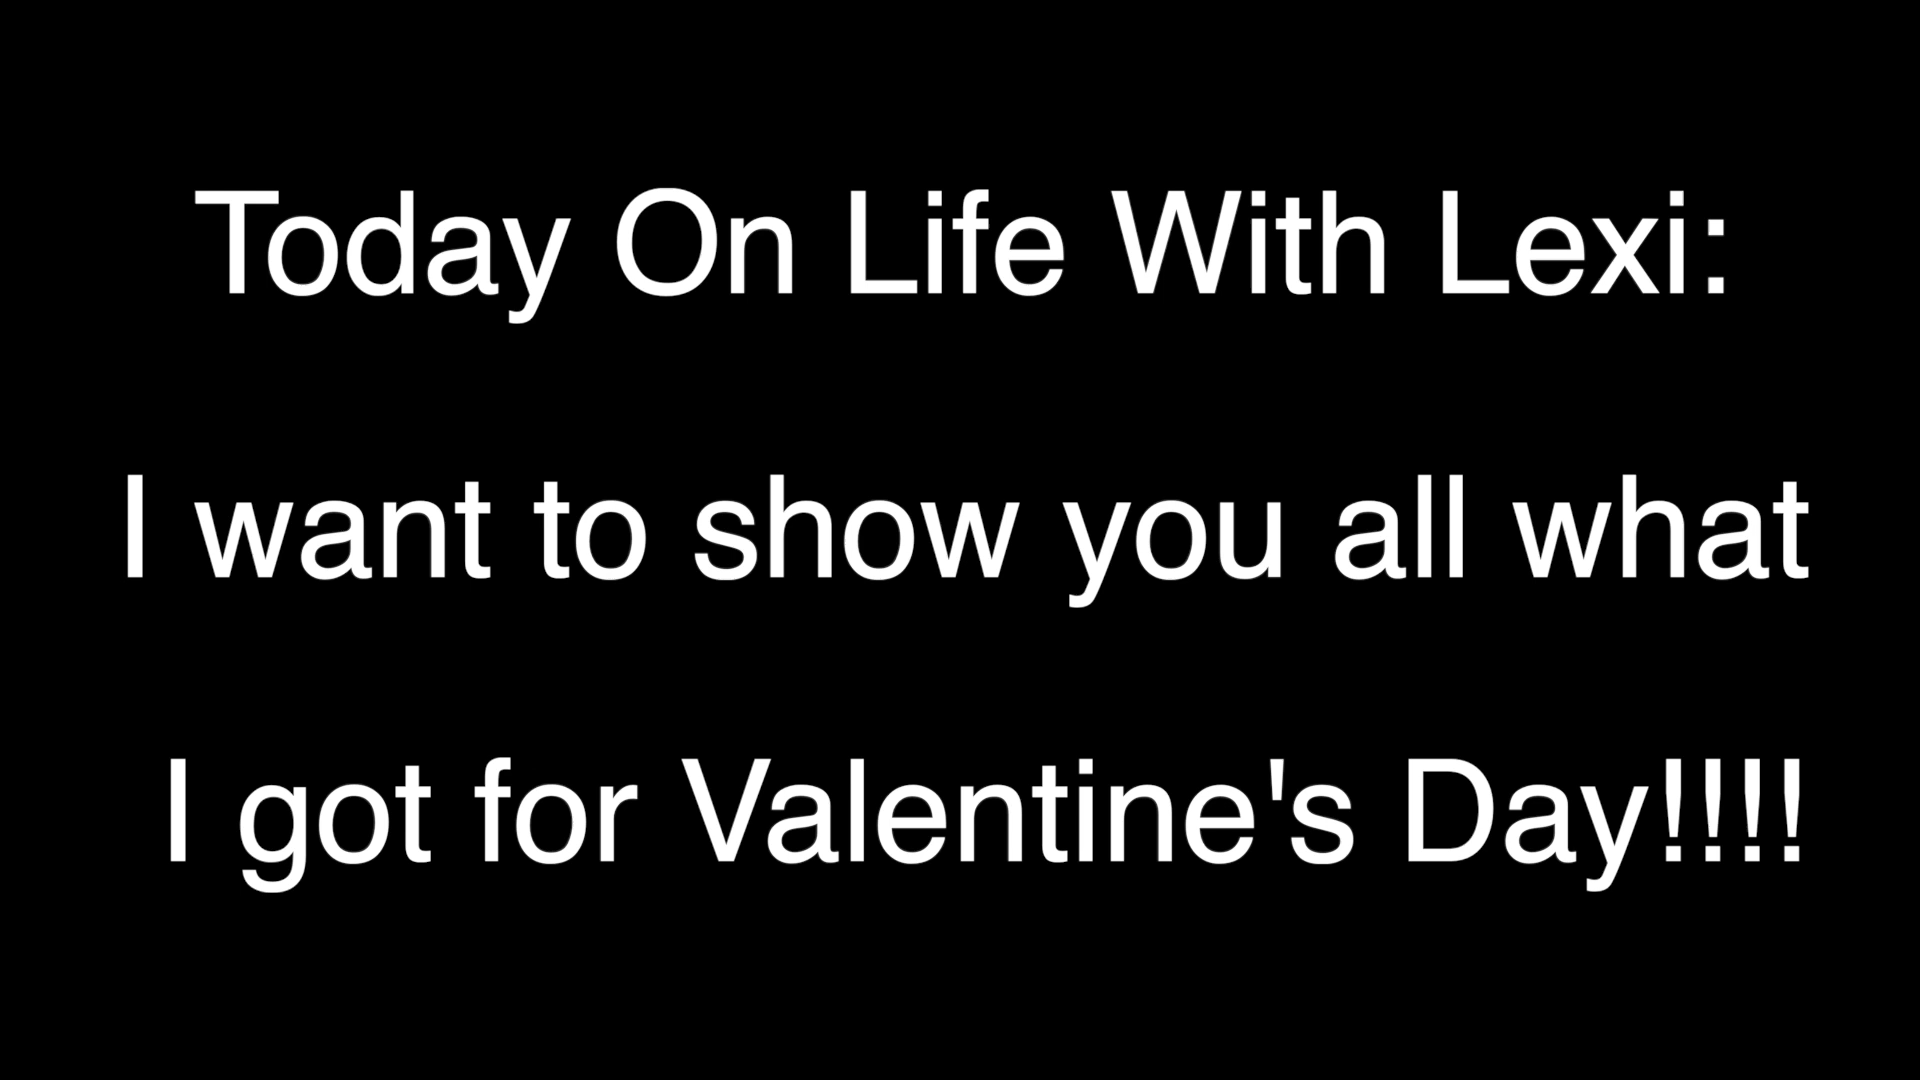 Today On Life With Lexi:
I want to show you all what
I got for Valentine's Day!!!!